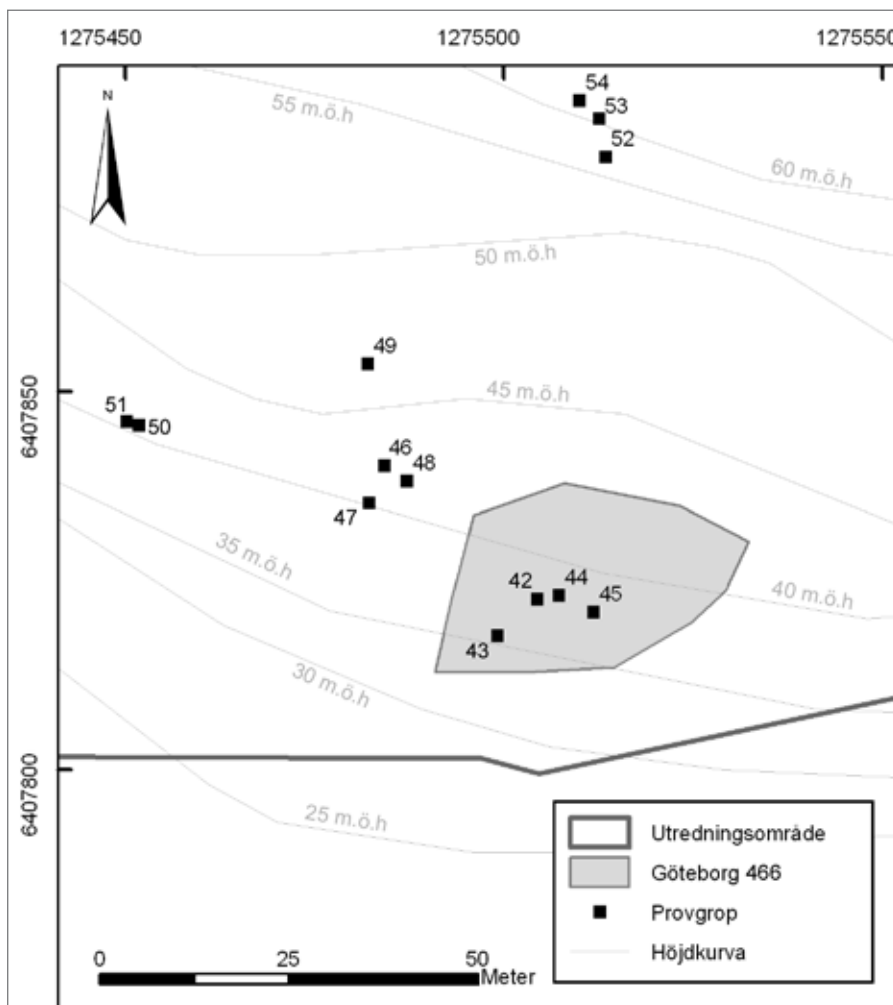 1275450
1275500
1275550
N
54
55 m.ö.h
53
52
60 m.ö.h
50 m.ö.h
49
6407850
45 m.ö.h
51
50
46
48
47
35 m.ö.h
42
44
45
40 m.ö.h
43
30 m.ö.h
6407800
25 m.ö.h
Utredningsområde
Göteborg 466
Provgrop
Höjdkurva
0
25
50
Meter